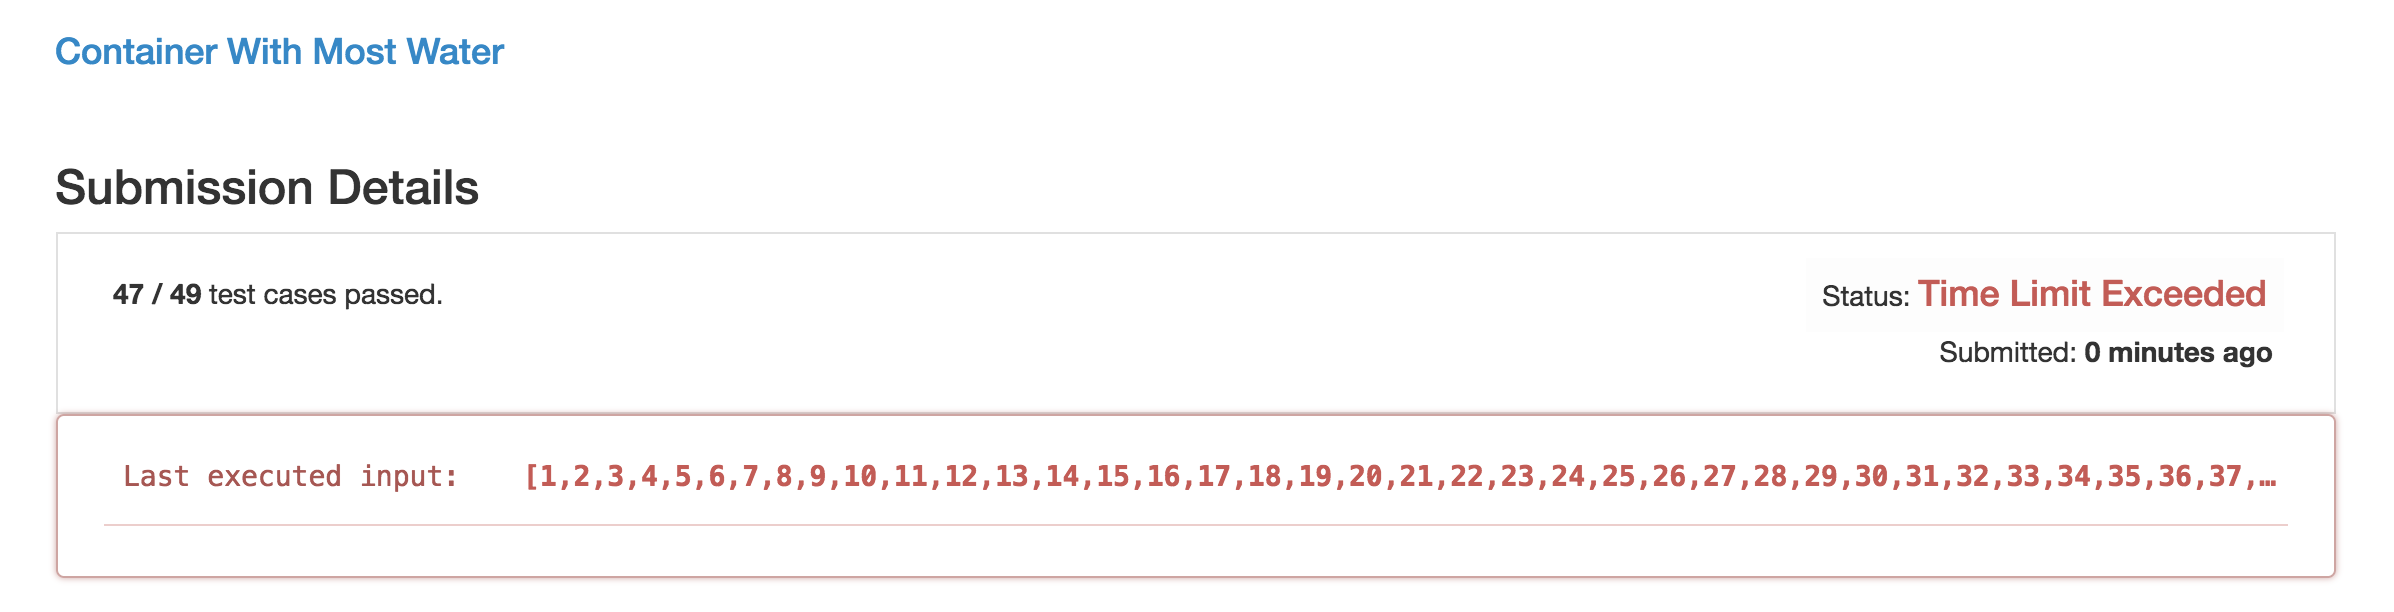 Container With Most Water
Submission Details
47 / 49 test cases passed.
Status: Time Limit Exceeded
Submitted: 0 minutes ago
Last executed input: [1,2,3,4,5,6,7,8,9,10,11,12,13,14,15,16,17,18,19,20,21,22,23,24,25,26,27,28,29,30,31,32,33,34,35,36,37,…